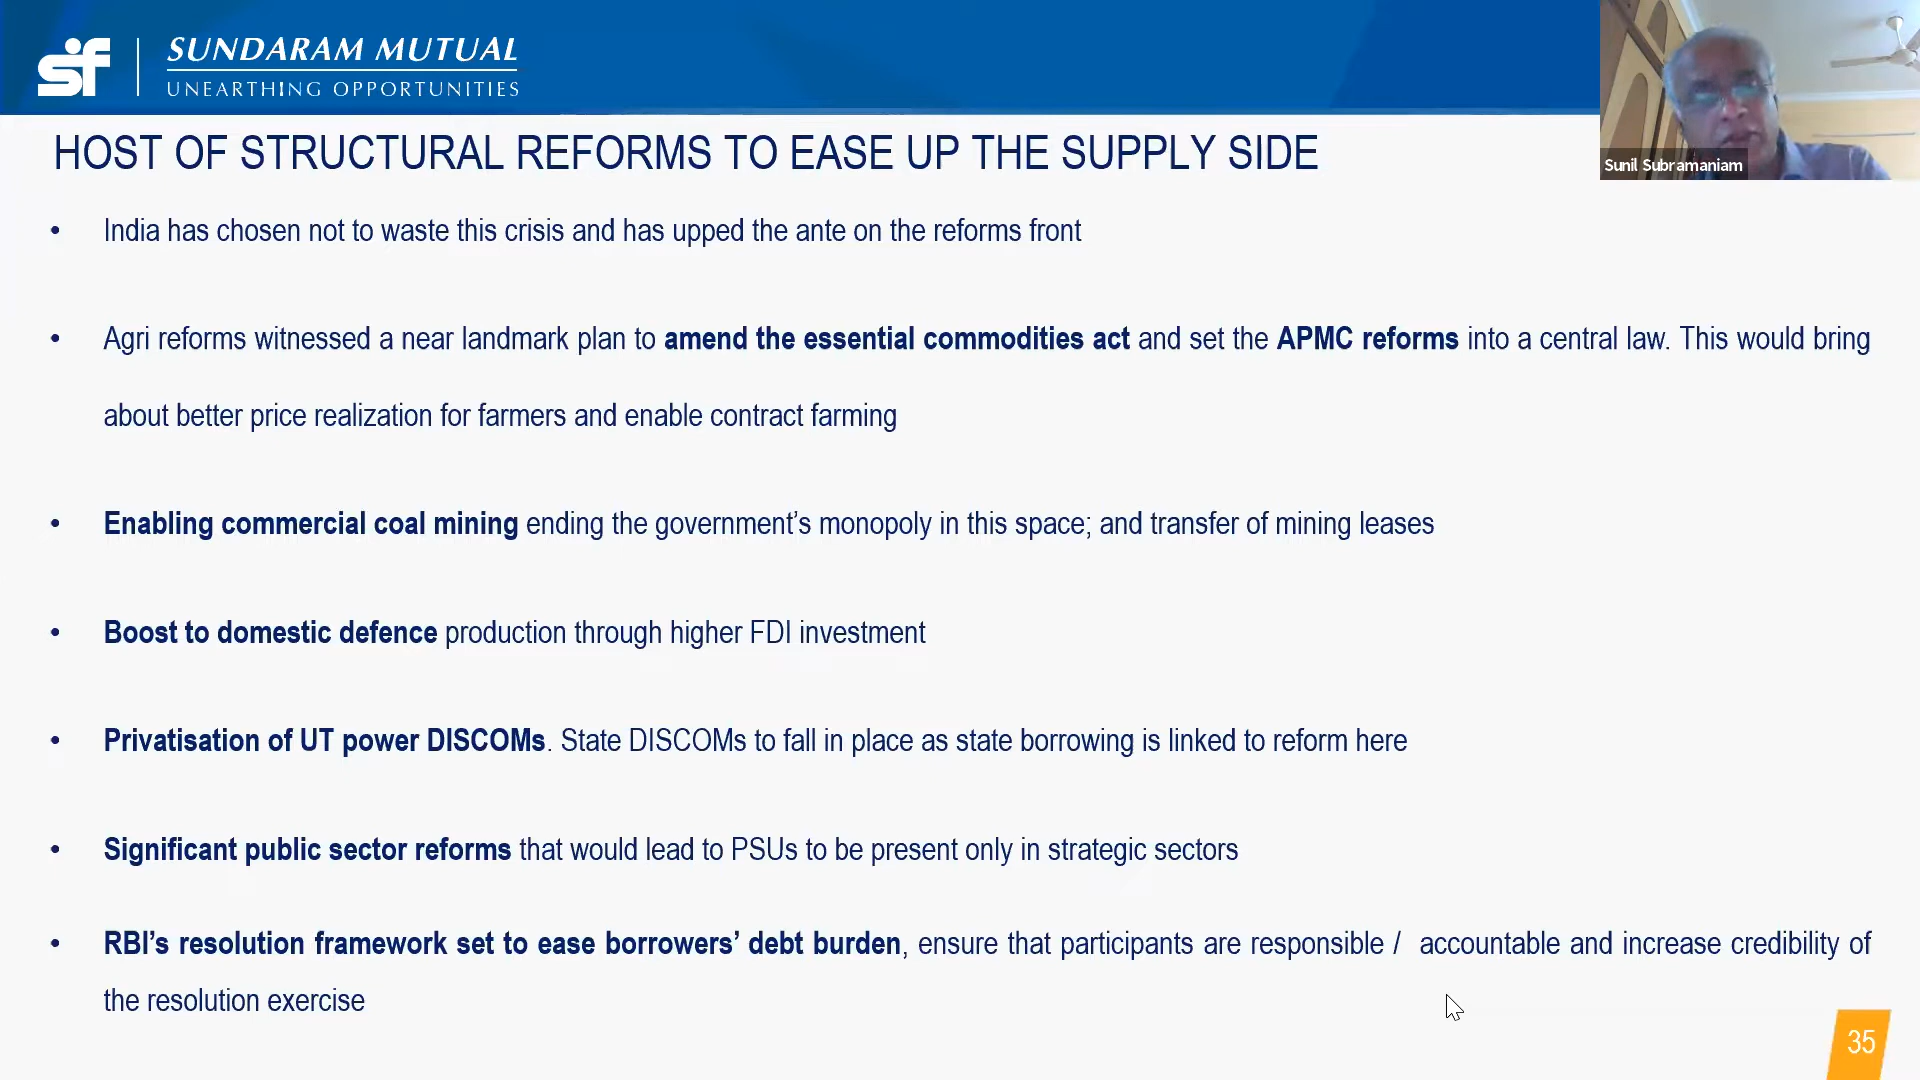 sf
SUNDARAM MUTUAL
UNEARTHING OPPORTUNITIES
Sunil Subramaniam
HOST OF STRUCTURAL REFORMS TO EASE UP THE SUPPLY SIDE
• India has chosen not to waste this crisis and has upped the ante on the reforms front
• Agri reforms witnessed a near landmark plan to amend the essential commodities act and set the APMC reforms into a central law. This would bring
about better price realization for farmers and enable contract farming
• Enabling commercial coal mining ending the government’s monopoly in this space; and transfer of mining leases
• Boost to domestic defence production through higher FDI investment
• Privatisation of UT power DISCOMs. State DISCOMs to fall in place as state borrowing is linked to reform here
• Significant public sector reforms that would lead to PSUs to be present only in strategic sectors
• RBI’s resolution framework set to ease borrowers’ debt burden, ensure that participants are responsible / accountable and increase credibility of
the resolution exercise
35